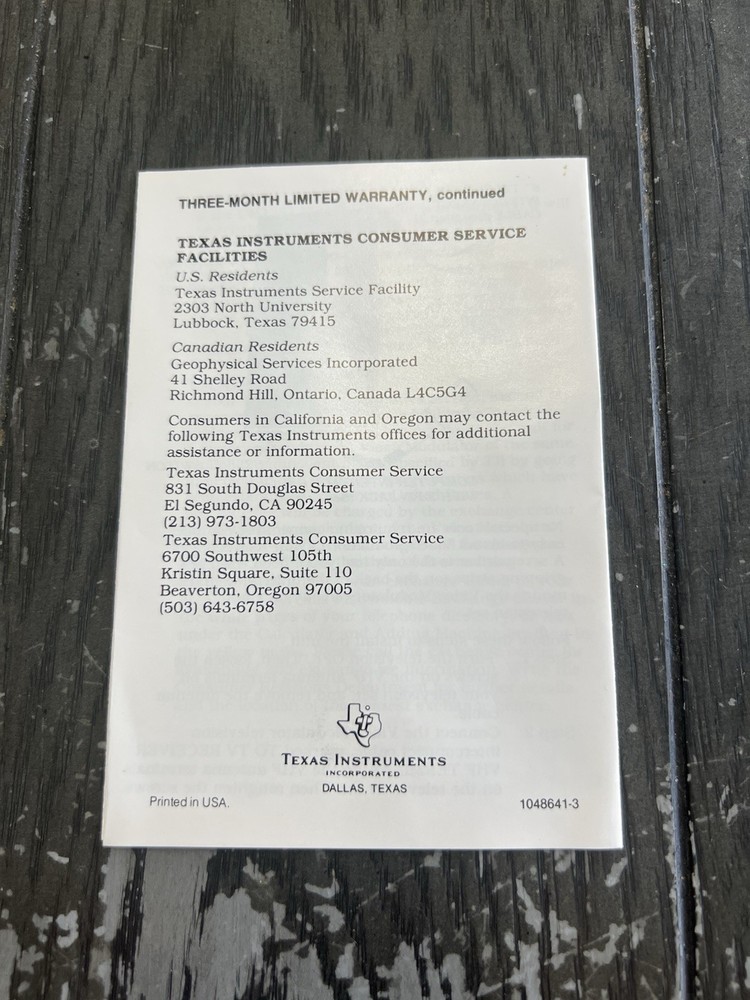 THREE-MONTH LIMITED WARRANTY, continued
TEXAS INSTRUMENTS CONSUMER SERVICE
FACILITIES
U.S. Residents
Texas Instruments Service Facility
2303 North University
Lubbock, Texas 79415
Canadian Residents
Geophysical Services Incorporated
41 Shelley Road
Richmond Hill, Ontario, Canada L4C5G4
Consumers in California and Oregon may contact the
following Texas Instruments offices for additional
assistance or information.
Texas Instruments Consumer Service
831 South Douglas Street
El Segundo, CA 90245
(213) 973-1803
Texas Instruments Consumer Service
6700 Southwest 105th
Kristin Square, Suite 110
Beaverton, Oregon 97005
(503) 643-6758
TEXAS INSTRUMENTS
INCORPORATED
DALLAS, TEXAS
Printed in USA.
1048641-3